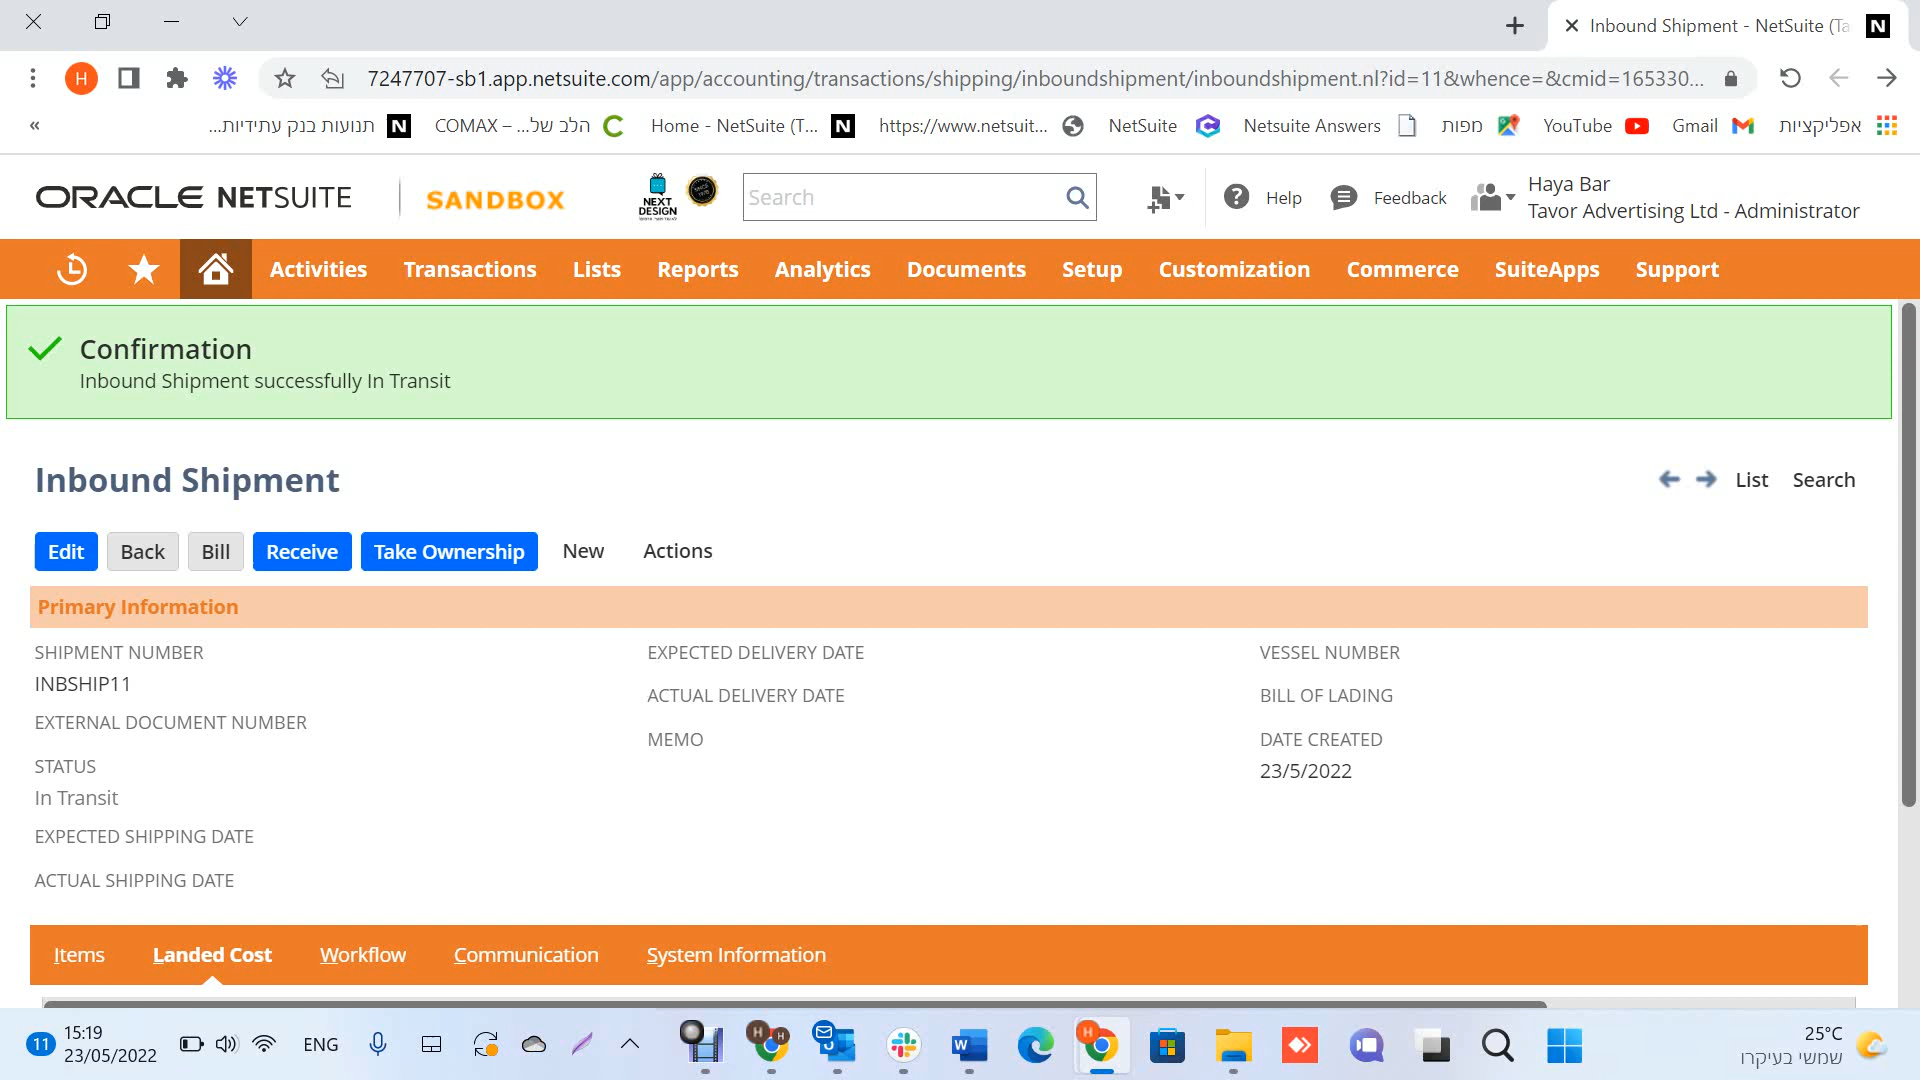 Inbound Shipment - NetSuite (Ta
N
H
7247707-sb1.app.netsuite.com/app/accounting/transactions/shipping/inboundshipment/inboundshipment.nl?id=11&whence=&cmid=165330...
«
תנועות בנק עתידיות...
N
COMAX – ...הלב של
Home - NetSuite (T...
N
https://www.netsuit...
NetSuite
Netsuite Answers
מפות
YouTube
Gmail
אפליקציות
ORACLE NETSUITE
SANDBOX
NEXT
DESIGN
Search
Help
Feedback
Haya Bar
Tavor Advertising Ltd - Administrator
Activities
Transactions
Lists
Reports
Analytics
Documents
Setup
Customization
Commerce
SuiteApps
Support
Confirmation
Inbound Shipment successfully In Transit
Inbound Shipment
List
Search
Edit
Back
Bill
Receive
Take Ownership
New
Actions
Primary Information
SHIPMENT NUMBER
INBSHIP11
EXTERNAL DOCUMENT NUMBER
STATUS
In Transit
EXPECTED SHIPPING DATE
ACTUAL SHIPPING DATE
EXPECTED DELIVERY DATE
ACTUAL DELIVERY DATE
MEMO
VESSEL NUMBER
BILL OF LADING
DATE CREATED
23/5/2022
Items
Landed Cost
Workflow
Communication
System Information
11
15:19
23/05/2022
ENG
25°C
שמשי בעיקרו